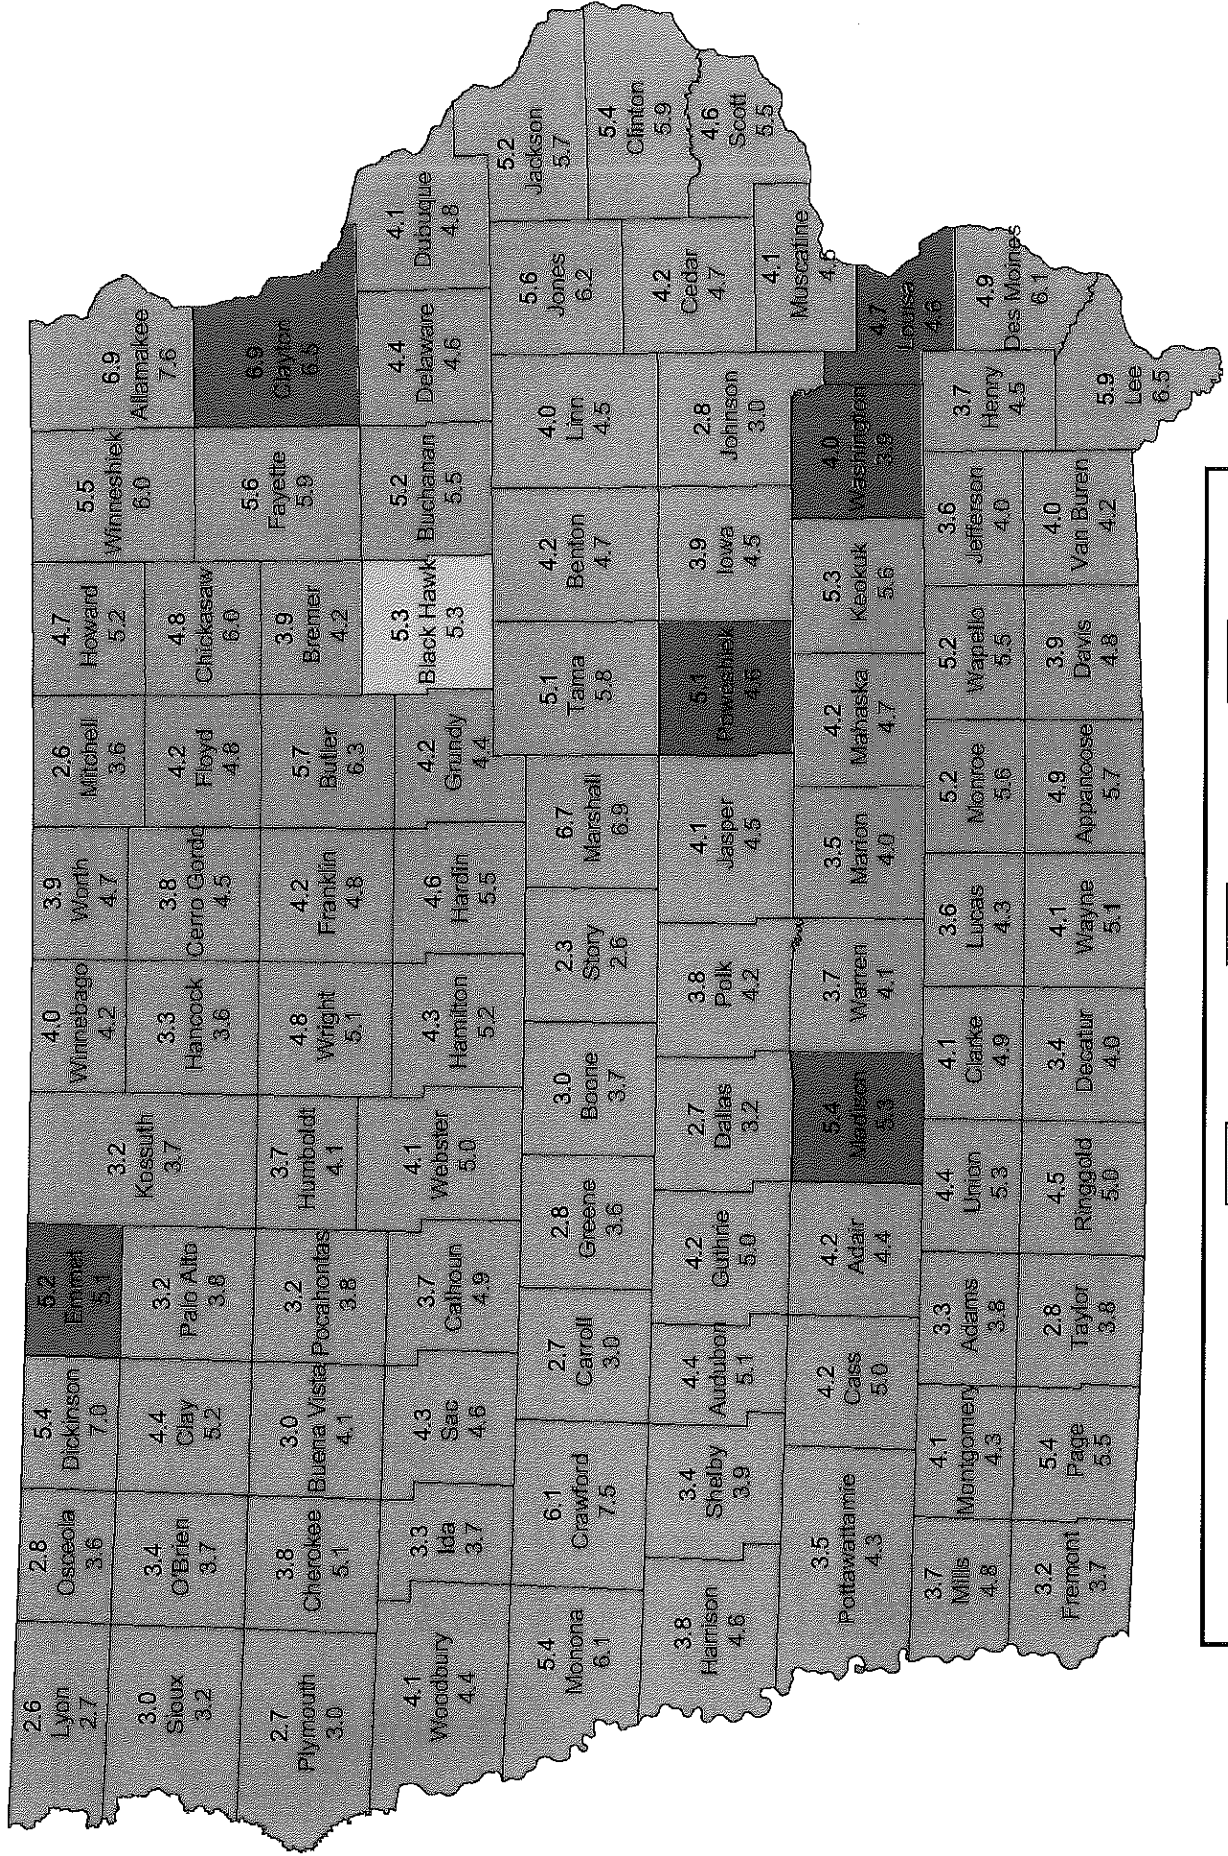 2.6
Lyon
2.7
2.8
Osceola
3.6
5.4
Dickinson
7.0
5.2
Emmet
5.1
3.2
Kossuth
3.7
4.0
Winnebago
4.2
3.9
Worth
4.7
2.6
Mitchell
3.6
4.7
Howard
5.2
5.5
Winneshiek
6.0
6.9
Allamakee
7.6
3.0
Sioux
3.2
3.4
O'Brien
3.7
4.4
Clay
5.2
3.2
Palo Alto
3.8
3.3
Hancock
3.6
3.8
Cerro Gordo
4.5
4.2
Floyd
4.8
4.8
Chickasaw
6.0
5.6
Fayette
5.9
6.9
Clayton
6.5
2.7
Plymouth
3.0
3.8
Cherokee
5.1
3.0
Buena Vista
4.1
3.2
Pocahontas
3.8
3.7
Humboldt
4.1
4.8
Wright
5.1
4.2
Franklin
4.8
5.7
Butler
6.3
3.9
Bremer
4.2
4.1
Woodbury
4.4
3.3
Ida
3.7
4.3
Sac
4.6
3.7
Calhoun
4.9
4.1
Webster
5.0
4.3
Hamilton
5.2
4.6
Hardin
5.5
4.2
Grundy
4.4
5.3
Black Hawk
5.3
5.2
Buchanan
5.5
4.4
Delaware
4.6
4.1
Dubuque
4.8
5.4
Monona
6.1
6.1
Crawford
7.5
2.7
Carroll
3.0
2.8
Greene
3.6
3.0
Boone
3.7
2.3
Story
2.6
6.7
Marshall
6.9
5.1
Tama
5.8
4.2
Benton
4.7
4.0
Linn
4.5
5.6
Jones
6.2
5.2
Jackson
5.7
3.8
Harrison
4.6
3.4
Shelby
3.9
4.4
Audubon
5.1
4.2
Guthrie
5.0
2.7
Dallas
3.2
3.8
Polk
4.2
4.1
Jasper
4.5
5.1
Poweshiek
4.6
3.9
Iowa
4.5
2.8
Johnson
3.0
4.2
Cedar
4.7
5.4
Clinton
5.9
4.6
Scott
5.5
3.5
Pottawattamie
4.3
4.2
Cass
5.0
4.2
Adair
4.4
5.4
Madison
5.3
3.7
Warren
4.1
3.5
Marion
4.0
4.2
Mahaska
4.7
5.3
Keokuk
5.6
4.0
Washington
3.9
4.1
Muscatine
4.7
Louisa
4.6
3.7
Mills
4.8
4.1
Montgomery
4.3
3.3
Adams
3.8
4.4
Union
5.3
4.1
Clarke
4.9
3.6
Lucas
4.3
5.2
Monroe
5.6
5.2
Wapello
5.5
3.6
Jefferson
4.0
3.7
Henry
4.5
4.9
Des Moines
6.1
3.2
Fremont
3.7
5.4
Page
5.5
2.8
Taylor
3.8
4.5
Ringgold
5.0
3.4
Decatur
4.0
4.1
Wayne
5.1
4.9
Appanoose
5.7
3.9
Davis
4.8
4.0
Van Buren
4.2
5.9
Lee
6.5